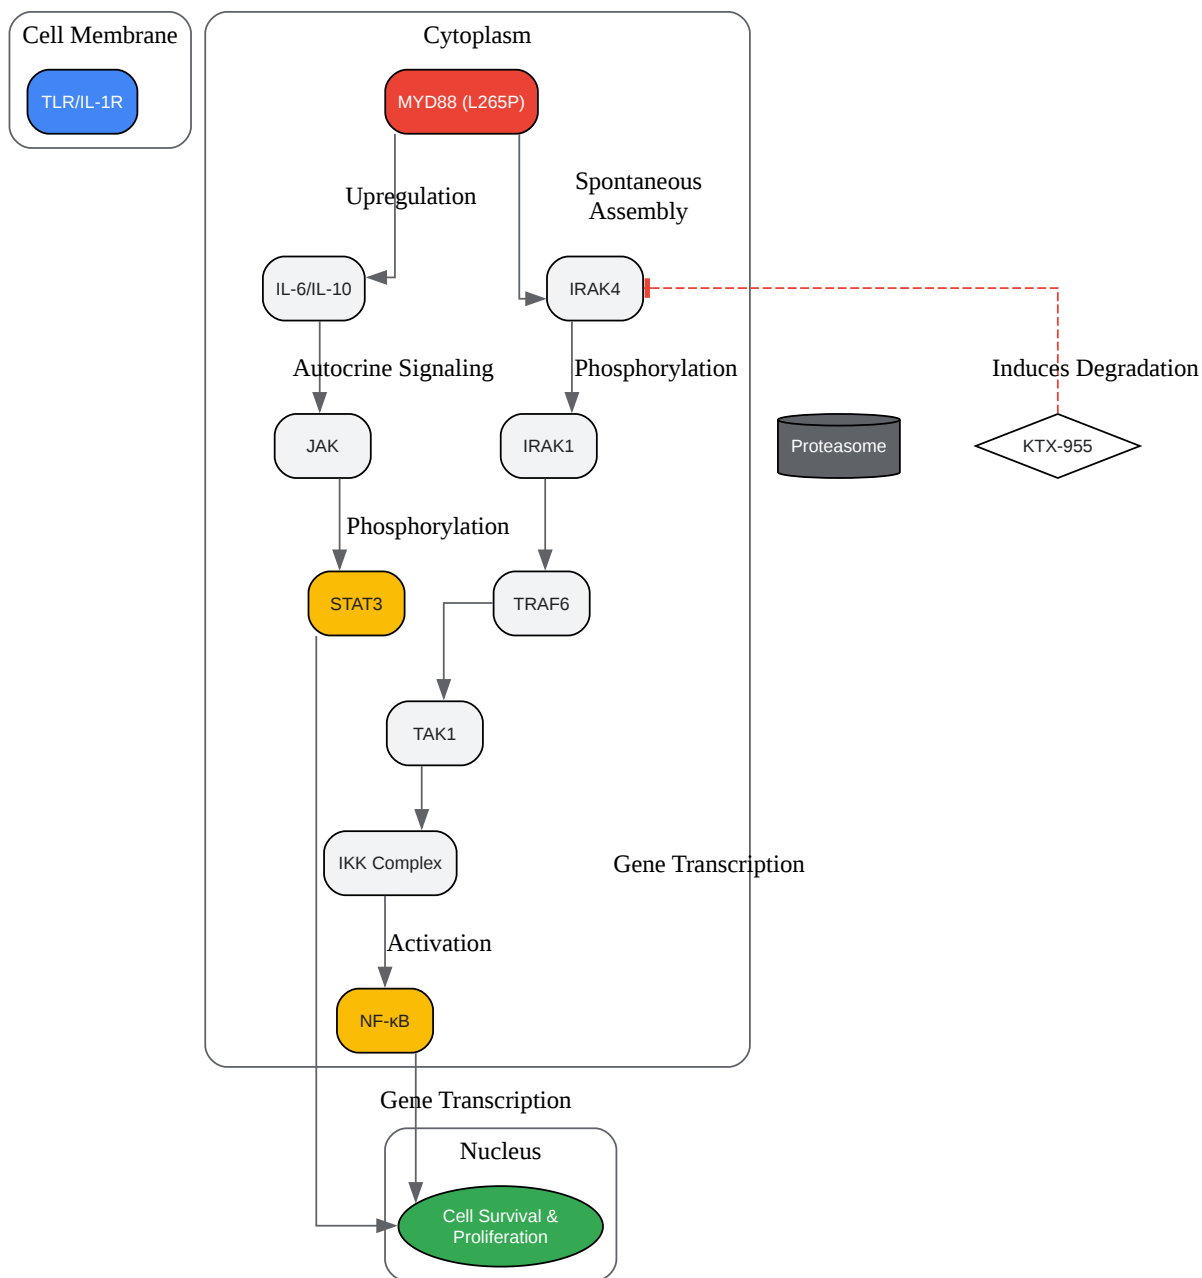 Cell Membrane
Cytoplasm
TLR/IL-1R
MYD88 (L265P)
Upregulation
Spontaneous
Assembly
IL-6/IL-10
IRAK4
Autocrine Signaling
Phosphorylation
Induces Degradation
JAK
IRAK1
Proteasome
KTX-955
Phosphorylation
STAT3
TRAF6
TAK1
IKK Complex
Gene Transcription
Activation
NF-κB
Gene Transcription
Nucleus
Cell Survival &
Proliferation